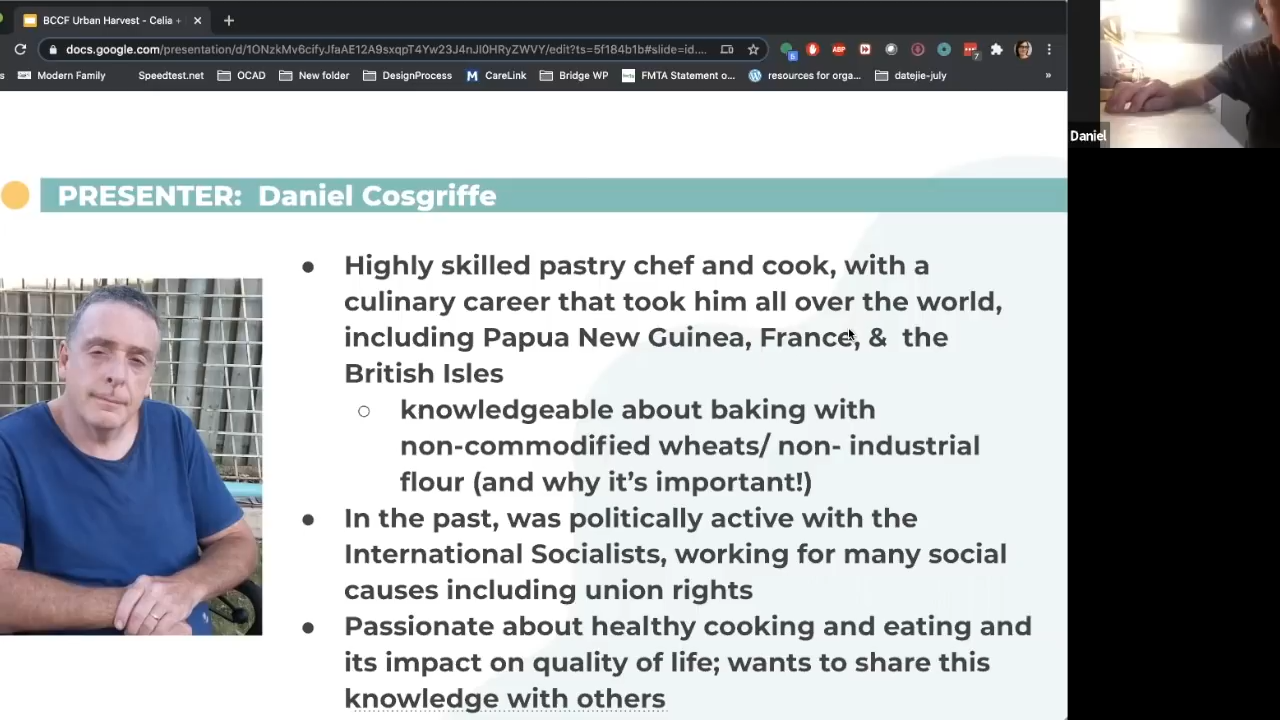 BCCF Urban Harvest - Celia +
docs.google.com/presentation/d/1ONzkMv6cifyJfaAE12A9sxqpT4Yw23J4nJI0HRyZWVY/edit?ts=5f184b1b#slide=id....
ABP
6
7
Modern Family Speedtest.net OCAD New folder DesignProcess M CareLink Bridge WP FMTA Statement o... resources for orga... datejie-july »
Daniel
PRESENTER: Daniel Cosgriffe
● Highly skilled pastry chef and cook, with a
culinary career that took him all over the world,
including Papua New Guinea, France, & the
British Isles
○ knowledgeable about baking with
non-commodified wheats/ non- industrial
flour (and why it's important!)
● In the past, was politically active with the
International Socialists, working for many social
causes including union rights
● Passionate about healthy cooking and eating and
its impact on quality of life; wants to share this
knowledge with others